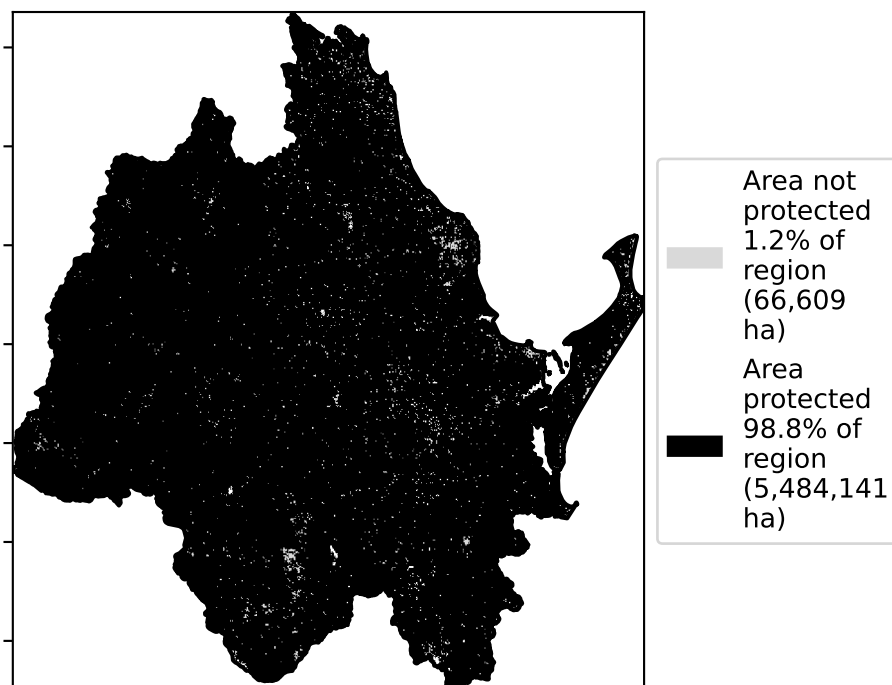 Area not
protected
1.2% of
region
(66,609
ha)
Area
protected
98.8% of
region
(5,484,141
ha)